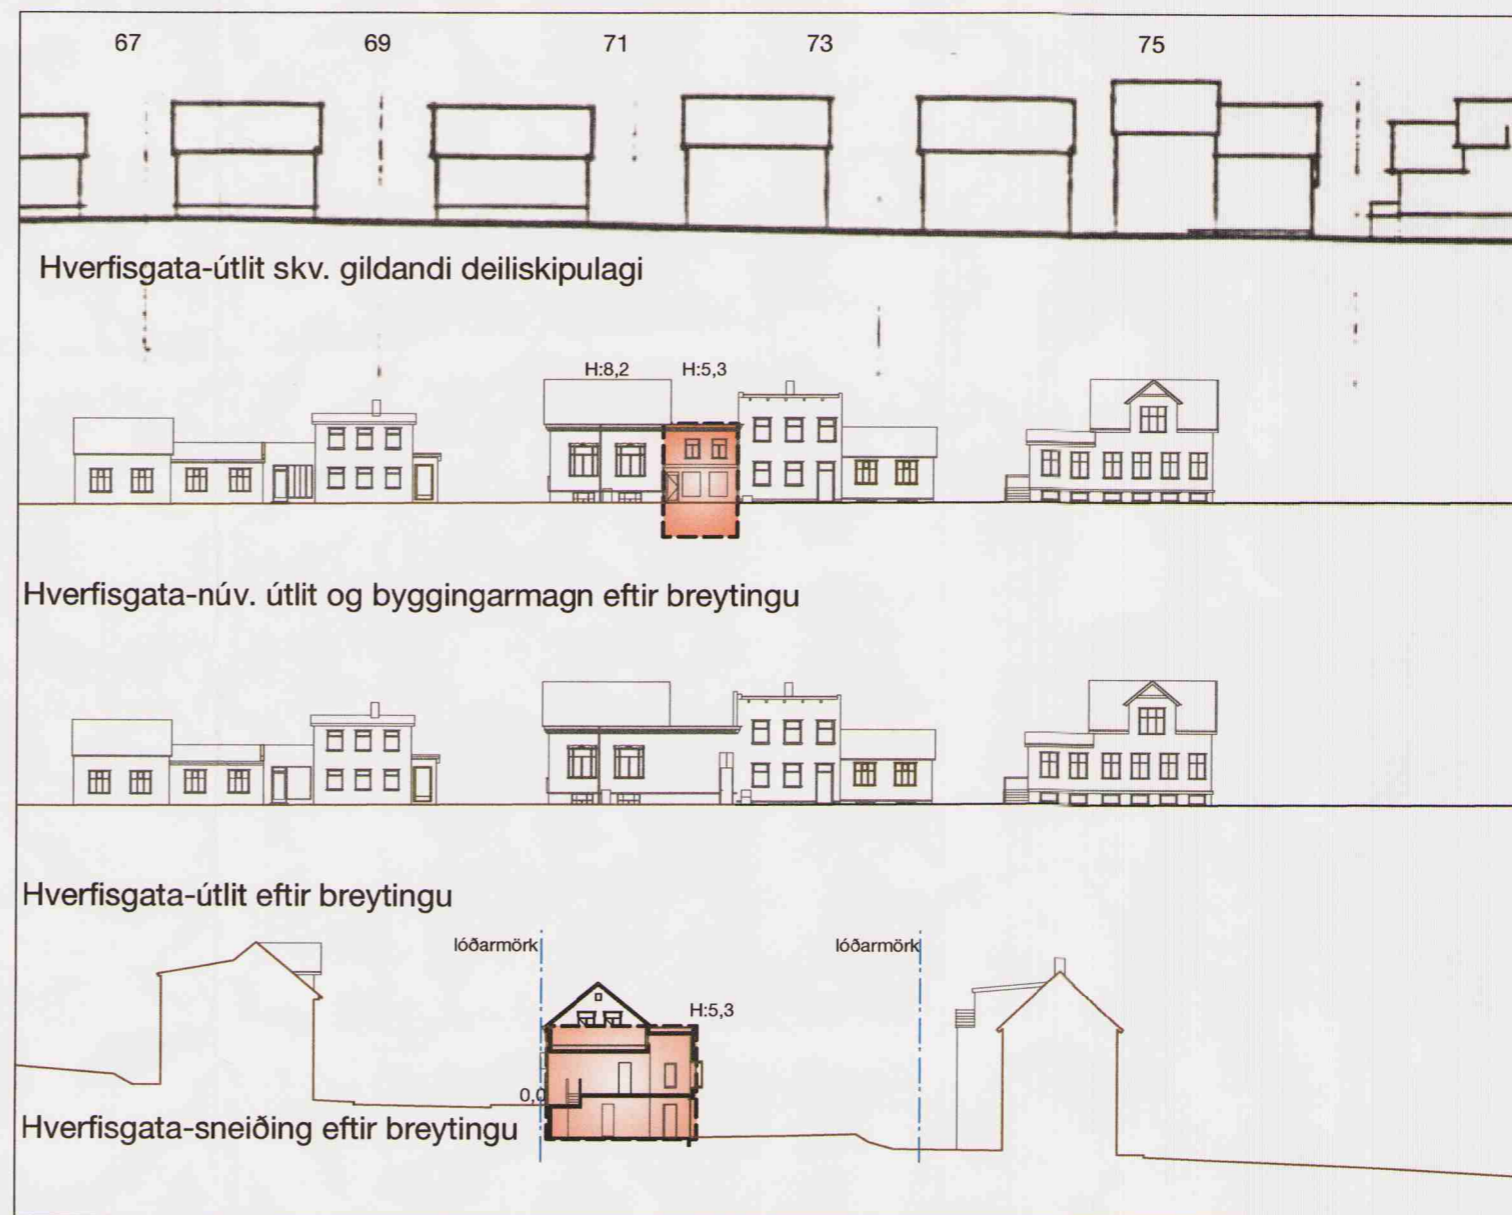 67 69 71 73 75
Hverfisgata-útlit skv. gildandi deiliskipulagi
H:8,2 H:5,3
Hverfisgata-núv. útlit og byggingarmagn eftir breytingu
Hverfisgata-útlit eftir breytingu
lóðarmörk lóðarmörk
H:5,3
0,0
Hverfisgata-sneiðing eftir breytingu